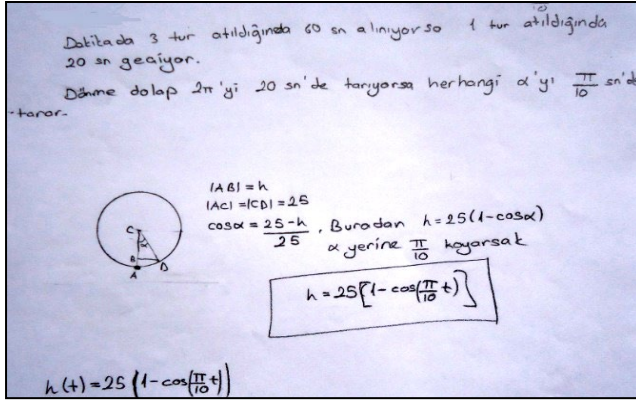 Dakikada 3 tur atıldığında 60 sn alınıyorsa 1 tur atıldığında
20 sn geçiyor.
Dönme dolap 2π'yi 20 sn'de tarıyorsa herhangi α'yı π/10 sn'de
tarar.
|AB| = h
|AC| = |CD| = 25
cosα = (25-h)/25, Buradan h = 25(1-cosα)
α yerine π/10 koyarsak
h = 25[1-cos(π/10 t)]
C
α
B
D
A
h(t) = 25(1-cos(π/10 t))